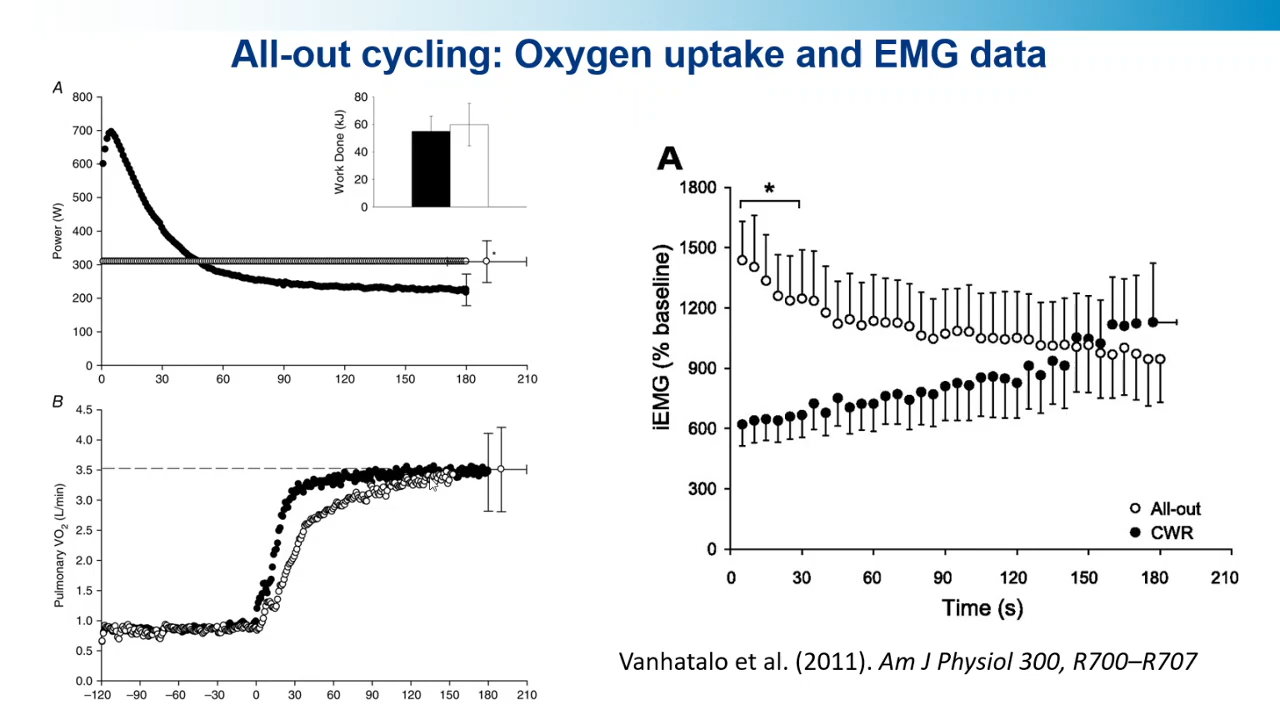 All-out cycling: Oxygen uptake and EMG data
A
800
700
600
500
400
300
200
100
0
Power (W)
0 30 60 90 120 150 180 210
80
60
40
20
0
Work Done (kJ)
*
B
4.5
4.0
3.5
3.0
2.5
2.0
1.5
1.0
0.5
0.0
Pulmonary VO2 (L/min)
−120 −90 −60 −30 0 30 60 90 120 150 180 210
A
1800
1500
1200
900
600
300
0
iEMG (% baseline)
*
All-out
CWR
0 30 60 90 120 150 180 210
Time (s)
Vanhatalo et al. (2011). Am J Physiol 300, R700–R707